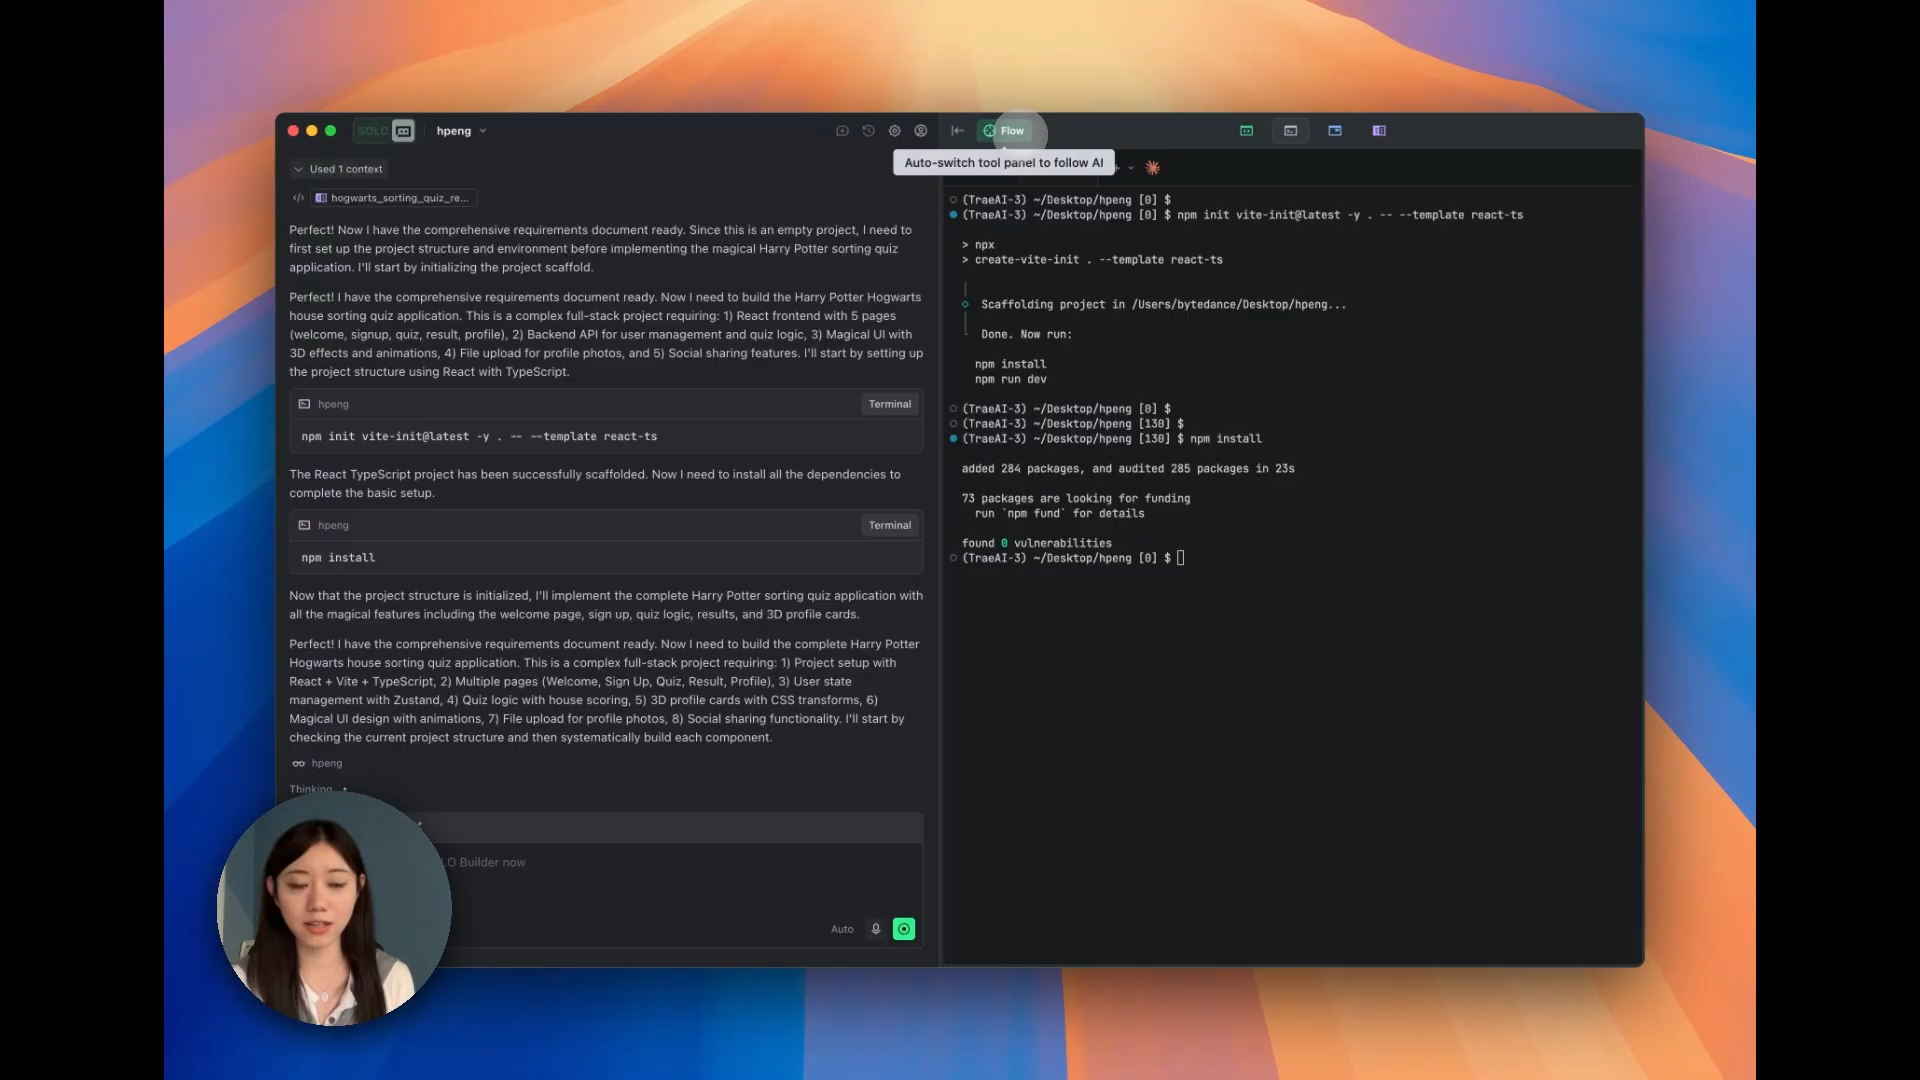 SOLO
hpeng
Flow
Auto-switch tool panel to follow AI
Used 1 context
hogwarts_sorting_quiz_re...
Perfect! Now I have the comprehensive requirements document ready. Since this is an empty project, I need to
first set up the project structure and environment before implementing the magical Harry Potter sorting quiz
application. I'll start by initializing the project scaffold.
Perfect! I have the comprehensive requirements document ready. Now I need to build the Harry Potter Hogwarts
house sorting quiz application. This is a complex full-stack project requiring: 1) React frontend with 5 pages
(welcome, signup, quiz, result, profile), 2) Backend API for user management and quiz logic, 3) Magical UI with
3D effects and animations, 4) File upload for profile photos, and 5) Social sharing features. I'll start by setting up
the project structure using React with TypeScript.
hpeng
Terminal
npm init vite-init@latest -y . -- --template react-ts
The React TypeScript project has been successfully scaffolded. Now I need to install all the dependencies to
complete the basic setup.
hpeng
Terminal
npm install
Now that the project structure is initialized, I'll implement the complete Harry Potter sorting quiz application with
all the magical features including the welcome page, sign up, quiz logic, results, and 3D profile cards.
Perfect! I have the comprehensive requirements document ready. Now I need to build the complete Harry Potter
Hogwarts house sorting quiz application. This is a complex full-stack project requiring: 1) Project setup with
React + Vite + TypeScript, 2) Multiple pages (Welcome, Sign Up, Quiz, Result, Profile), 3) User state
management with Zustand, 4) Quiz logic with house scoring, 5) 3D profile cards with CSS transforms, 6)
Magical UI design with animations, 7) File upload for profile photos, 8) Social sharing functionality. I'll start by
checking the current project structure and then systematically build each component.
hpeng
Thinking
LO Builder now
Auto
(TraeAI-3) ~/Desktop/hpeng [0] $
(TraeAI-3) ~/Desktop/hpeng [0] $ npm init vite-init@latest -y . -- --template react-ts
> npx
> create-vite-init . --template react-ts
Scaffolding project in /Users/bytedance/Desktop/hpeng...
Done. Now run:
npm install
npm run dev
(TraeAI-3) ~/Desktop/hpeng [0] $
(TraeAI-3) ~/Desktop/hpeng [130] $
(TraeAI-3) ~/Desktop/hpeng [130] $ npm install
added 284 packages, and audited 285 packages in 23s
73 packages are looking for funding
run `npm fund` for details
found 0 vulnerabilities
(TraeAI-3) ~/Desktop/hpeng [0] $